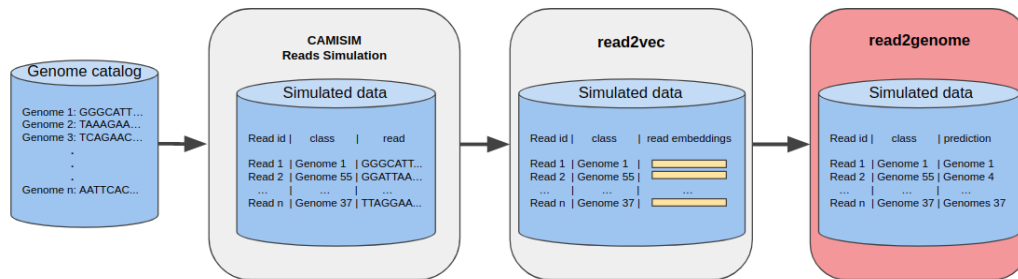 Genome catalog
Genome 1: GGGCATT...
Genome 2: TAAAGAA...
Genome 3: TCAGAAC...
.
.
.
Genome n: AATTCAC...
CAMISIM
Reads Simulation
Simulated data
Read id | class | read
Read 1 | Genome 1 | GGGCATT...
Read 2 | Genome 55 | GGATTAA...
... | ... | ...
Read n | Genome 37 | TTAGGAA...
read2vec
Simulated data
Read id | class | read embeddings
Read 1 | Genome 1 |
Read 2 | Genome 55 |
... | ... | ...
Read n | Genome 37 |
read2genome
Simulated data
Read id | class | prediction
Read 1 | Genome 1 | Genome 1
Read 2 | Genome 55 | Genome 4
... | ... | ...
Read n | Genome 37 | Genomes 37